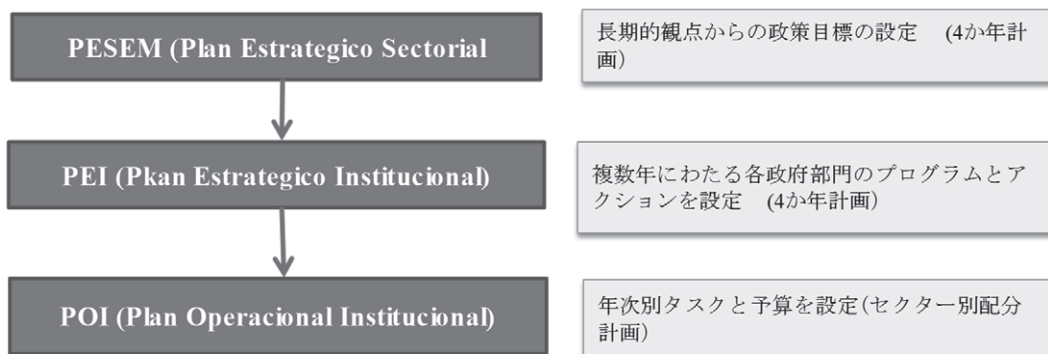 PESEM (Plan Estrategico Sectorial
長期的観点からの政策目標の設定　(4か年計
画)
PEI (Pkan Estrategico Institucional)
複数年にわたる各政府部門のプログラムとア
クションを設定　(4か年計画)
POI (Plan Operacional Institucional)
年次別タスクと予算を設定(セクター別配分
計画)